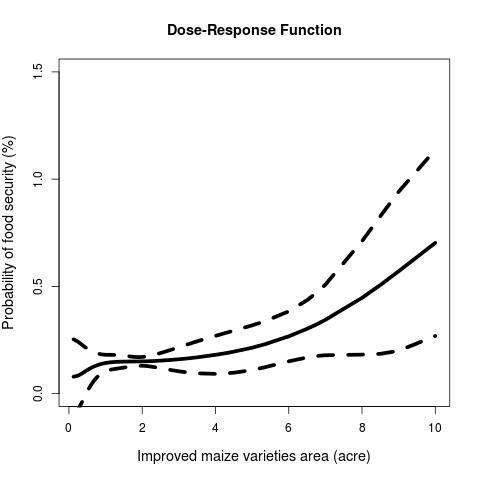 Dose-Response Function
Probability of food security (%)
1.5
1.0
0.5
0.0
0 2 4 6 8 10
Improved maize varieties area (acre)